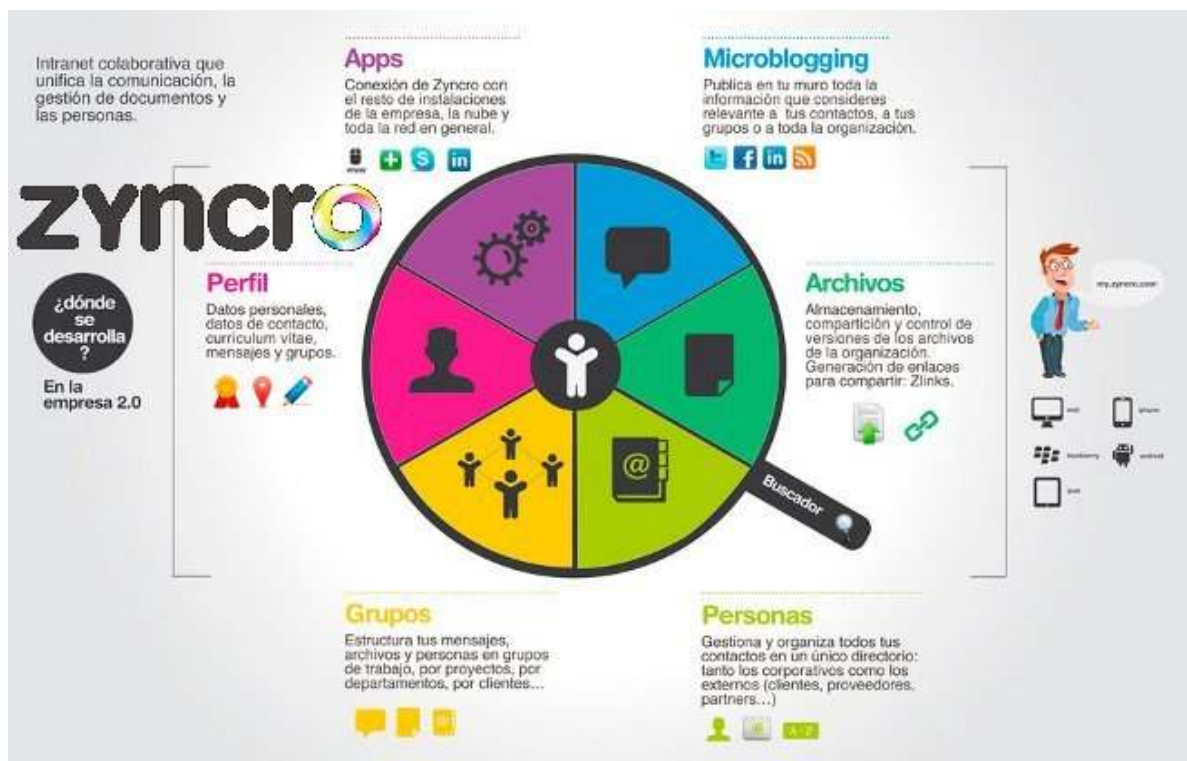 Intranet colaborativa que
unifica la comunicación, la
gestión de documentos y
las personas.
Apps
Conexión de Zyncro con
el resto de instalaciones
de la empresa, la nube y
toda la red en general.
www
in
Microblogging
Publica en tu muro toda la
información que consideres
relevante a tus contactos, a tus
grupos o a toda la organización.
t f in
zyncro
¿dónde
se
desarrolla
?
En la
empresa 2.0
Perfil
Datos personales,
datos de contacto,
curriculum vitae,
mensajes y grupos.
Archivos
Almacenamiento,
compartición y control de
versiones de los archivos
de la organización.
Generación de enlaces
para compartir: Zlinks.
my.zyncro.com
iphone
blackberry
android
@
Buscador
Grupos
Estructura tus mensajes,
archivos y personas en grupos
de trabajo, por proyectos, por
departamentos, por clientes...
Personas
Gestiona y organiza todos tus
contactos en un único directorio:
tanto los corporativos como los
externos (clientes, proveedores,
partners...)
A-Z